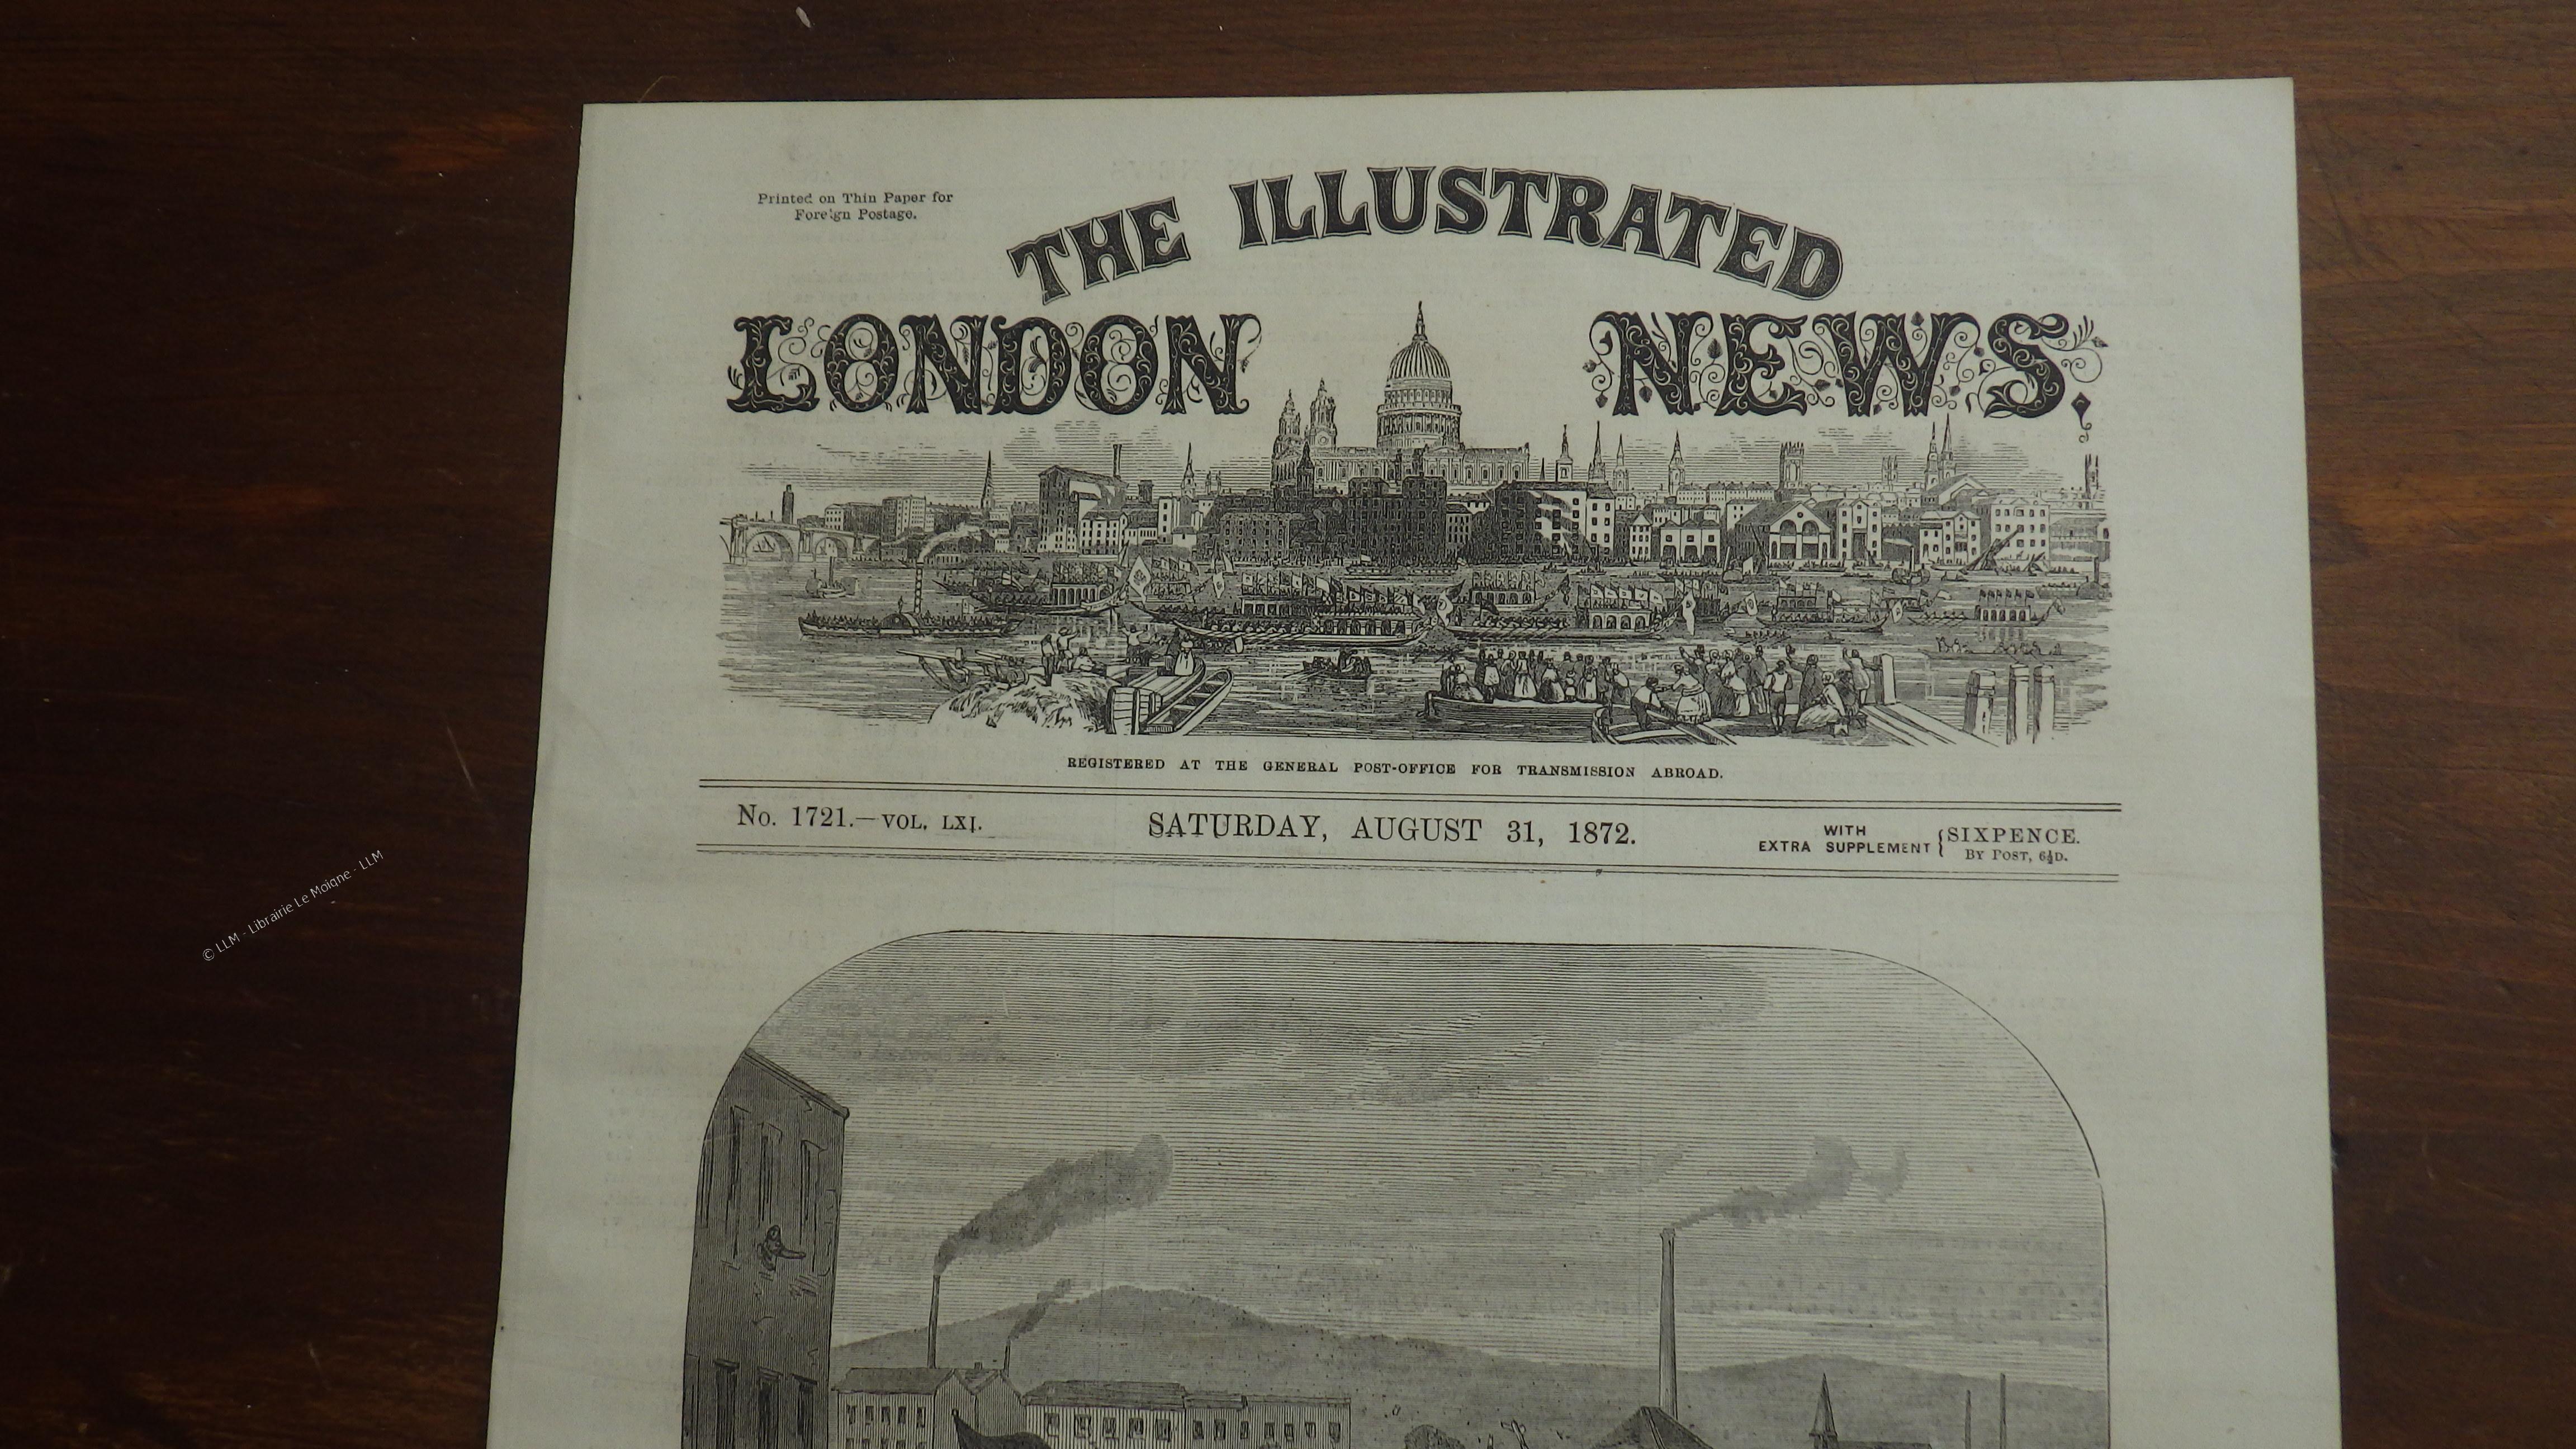 Printed on Thin Paper for
Foreign Postage.
THE ILLUSTRATED
LONDON NEWS.
REGISTERED AT THE GENERAL POST-OFFICE FOR TRANSMISSION ABROAD.
No. 1721.—VOL. LXI.
SATURDAY, AUGUST 31, 1872.
WITH
EXTRA SUPPLEMENT
SIXPENCE.
BY POST, 6½D.
© LLM - Librairie Le Moigne - LLM